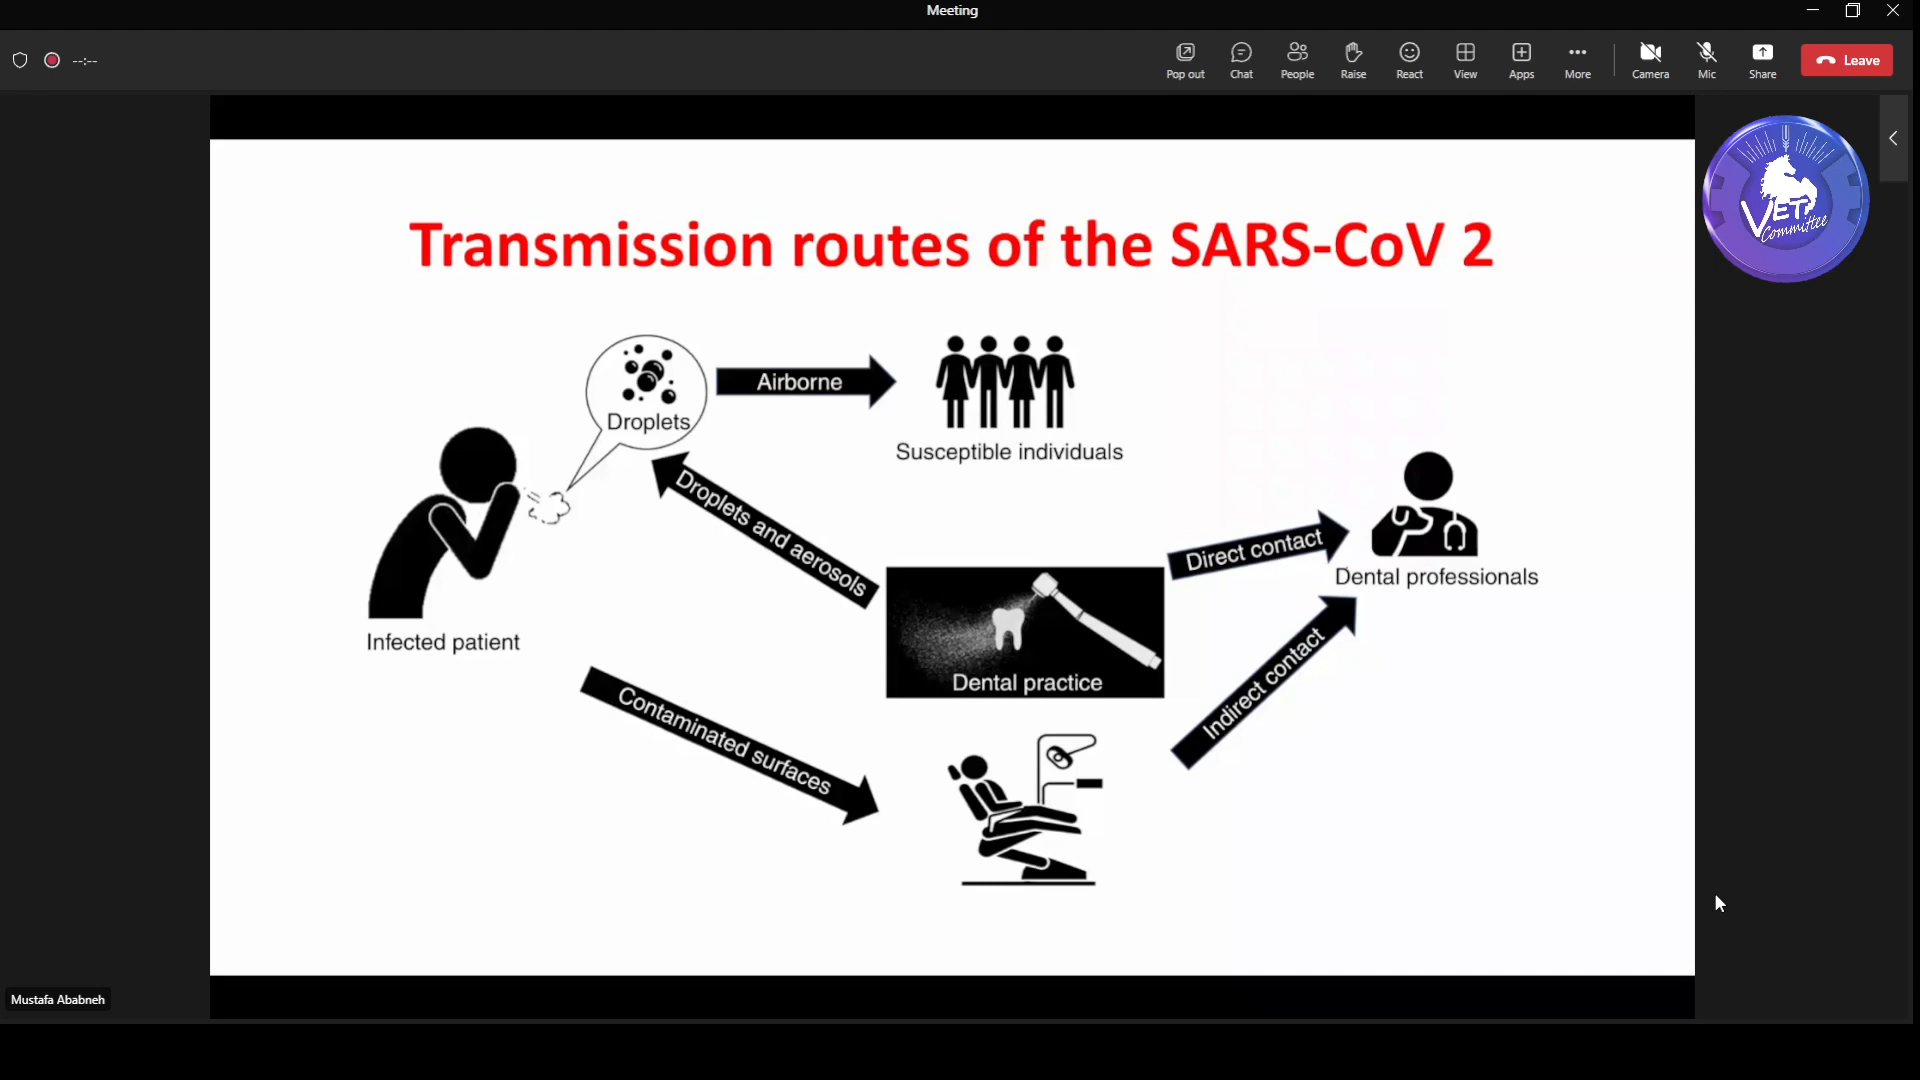 Meeting
--:--
Pop out
Chat
People
Raise
React
View
Apps
More
Camera
Mic
Share
Leave
VET
Committee
Transmission routes of the SARS-CoV 2
Droplets
Airborne
Susceptible individuals
Droplets and aerosols
Infected patient
Direct contact
Dental professionals
Dental practice
Indirect contact
Contaminated surfaces
Mustafa Ababneh